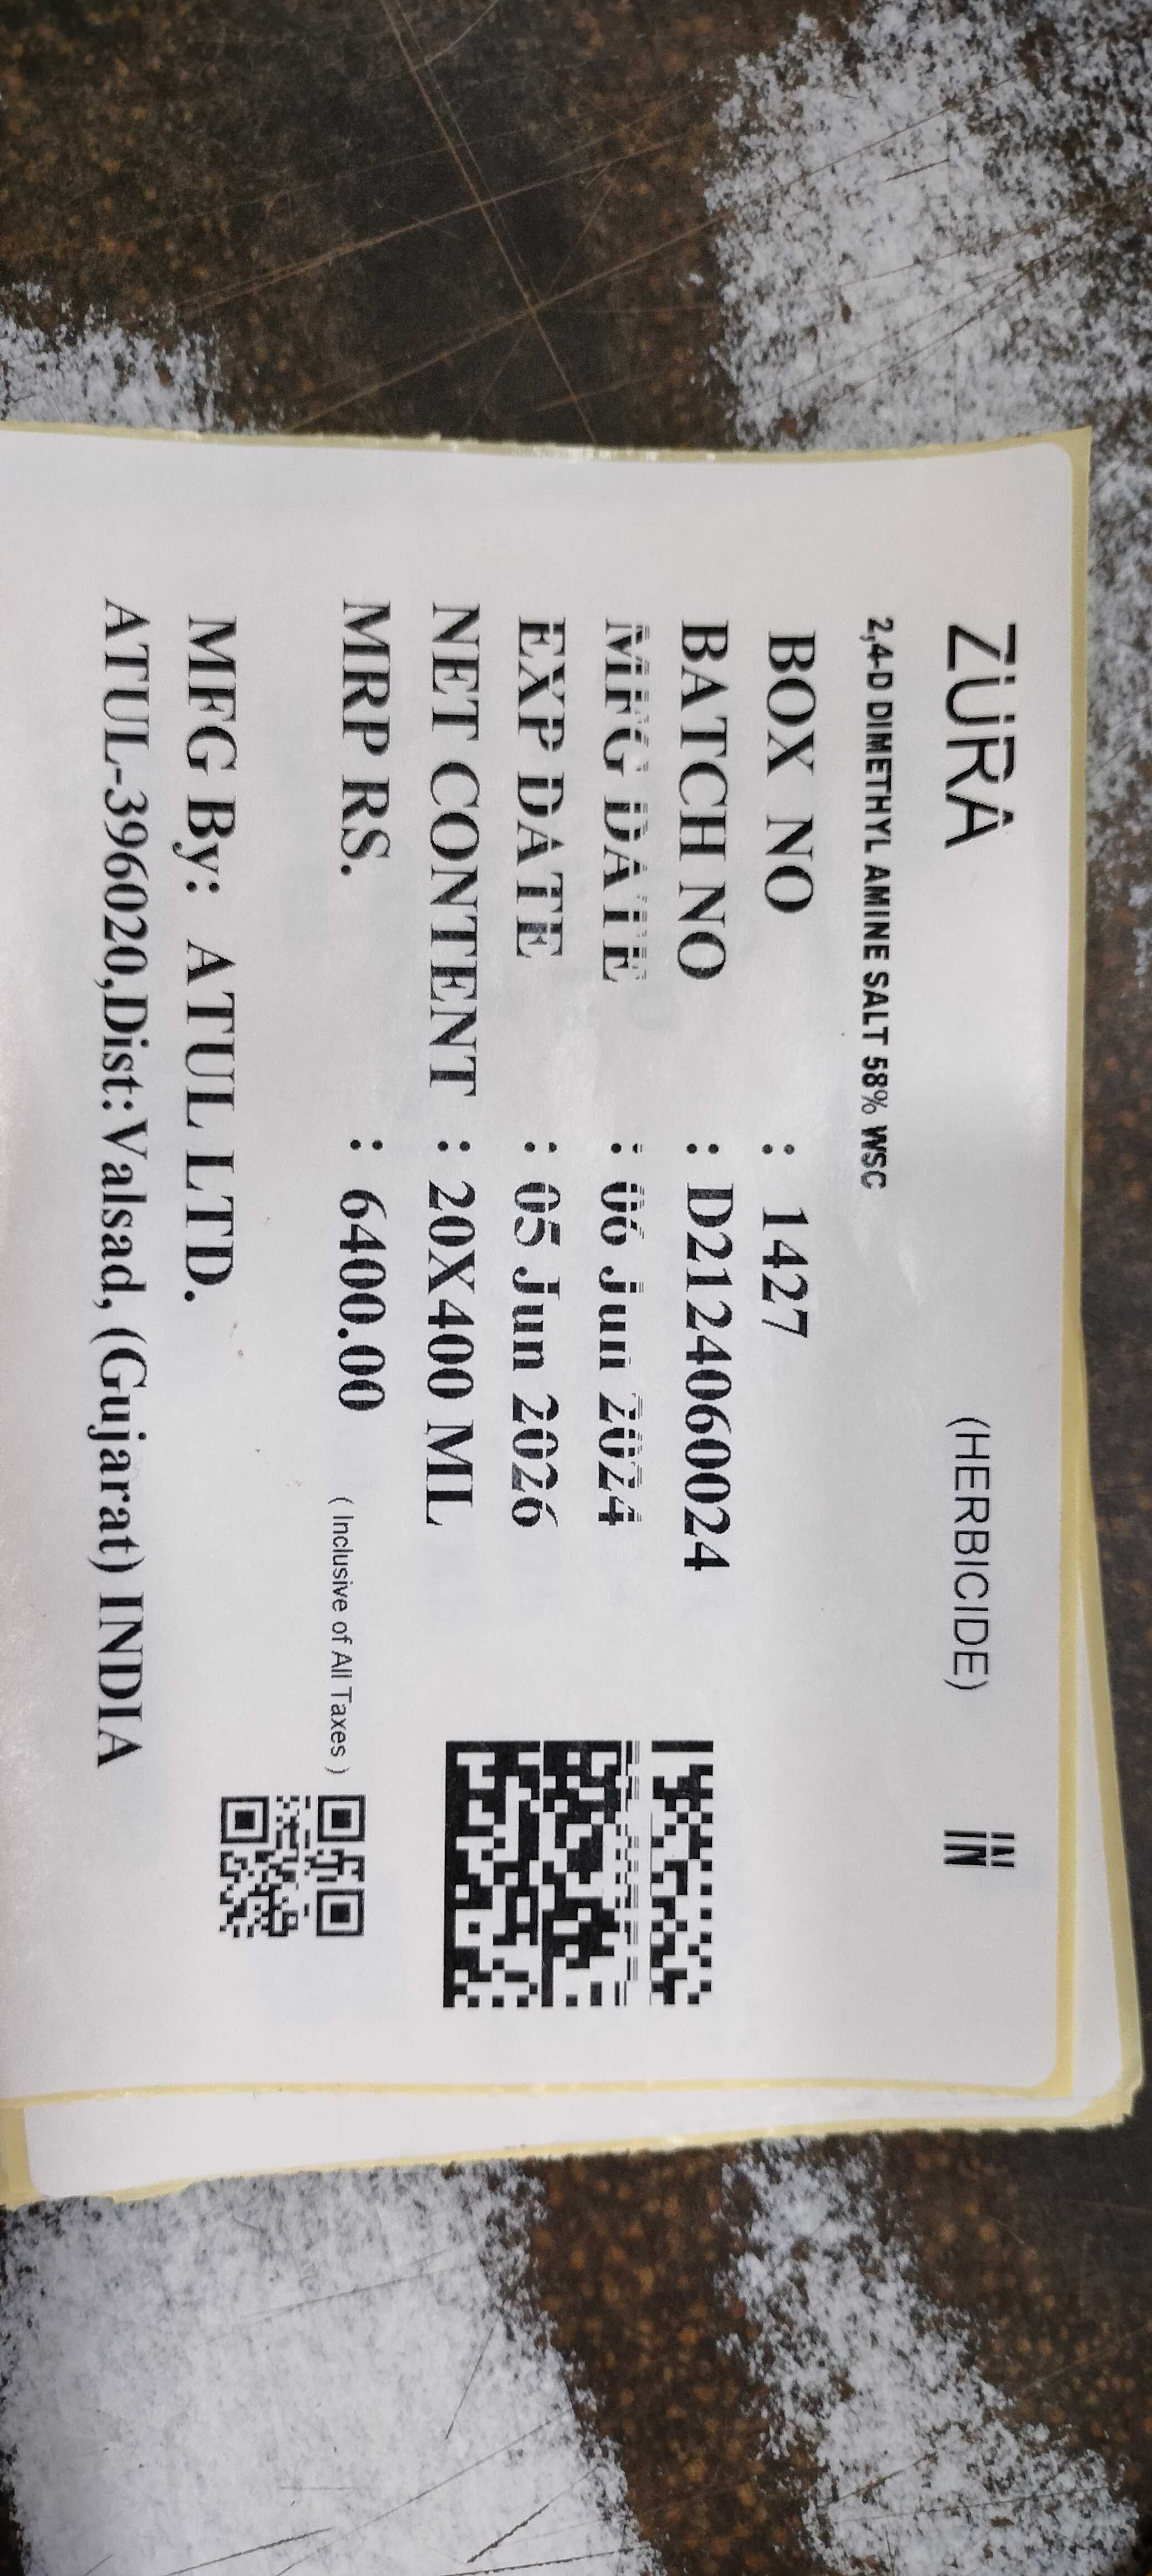 ZURA (HERBICIDE) IN
2,4-D DIMETHYL AMINE SALT 58% WSC
BOX NO : 1427
BATCH NO : D2124060024
MFG DATE : 06 Jun 2024
EXP DATE : 05 Jun 2026
NET CONTENT : 20X400 ML
MRP RS. : 6400.00 ( Inclusive of All Taxes )
MFG By: ATUL LTD.
ATUL-396020,Dist:Valsad, (Gujarat) INDIA